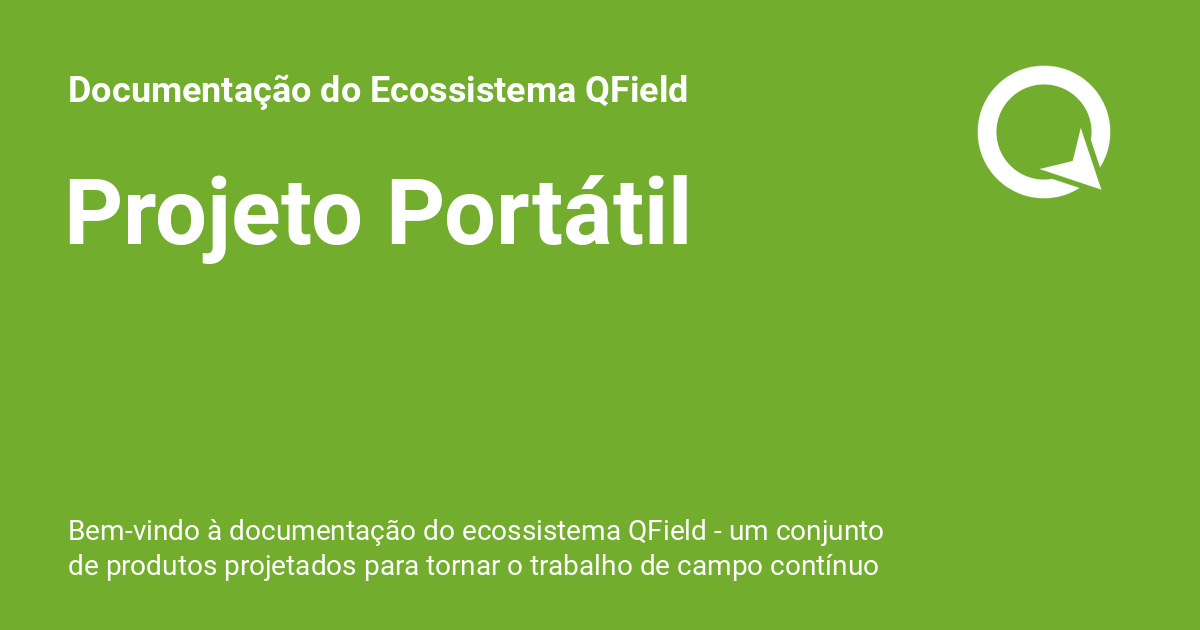 Documentação do Ecossistema QField
Projeto Portátil
Bem-vindo à documentação do ecossistema QField - um conjunto
de produtos projetados para tornar o trabalho de campo contínuo